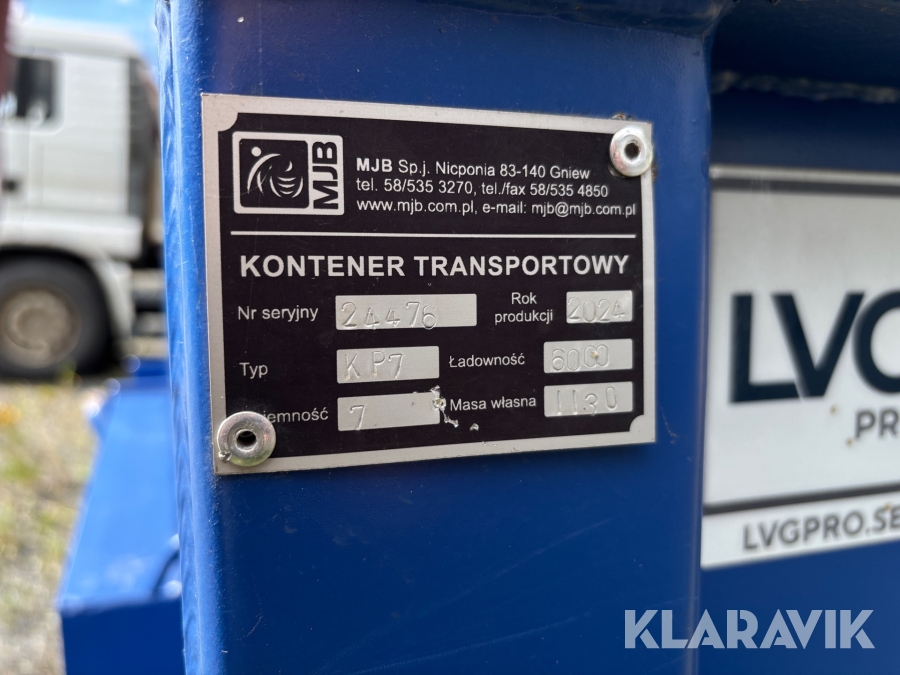 MJB
MJB Sp.j. Nicponia 83-140 Gniew
tel. 58/535 3270, tel./fax 58/535 4850
www.mjb.com.pl, e-mail: mjb@mjb.com.pl
KONTENER TRANSPORTOWY
Nr seryjny 24476 Rok produkcji 2024
Typ KP7 Ładowność 6000
jemność 7 Masa własna 1130
LVG
PR
LVGPRO.SE
KLARAVIK